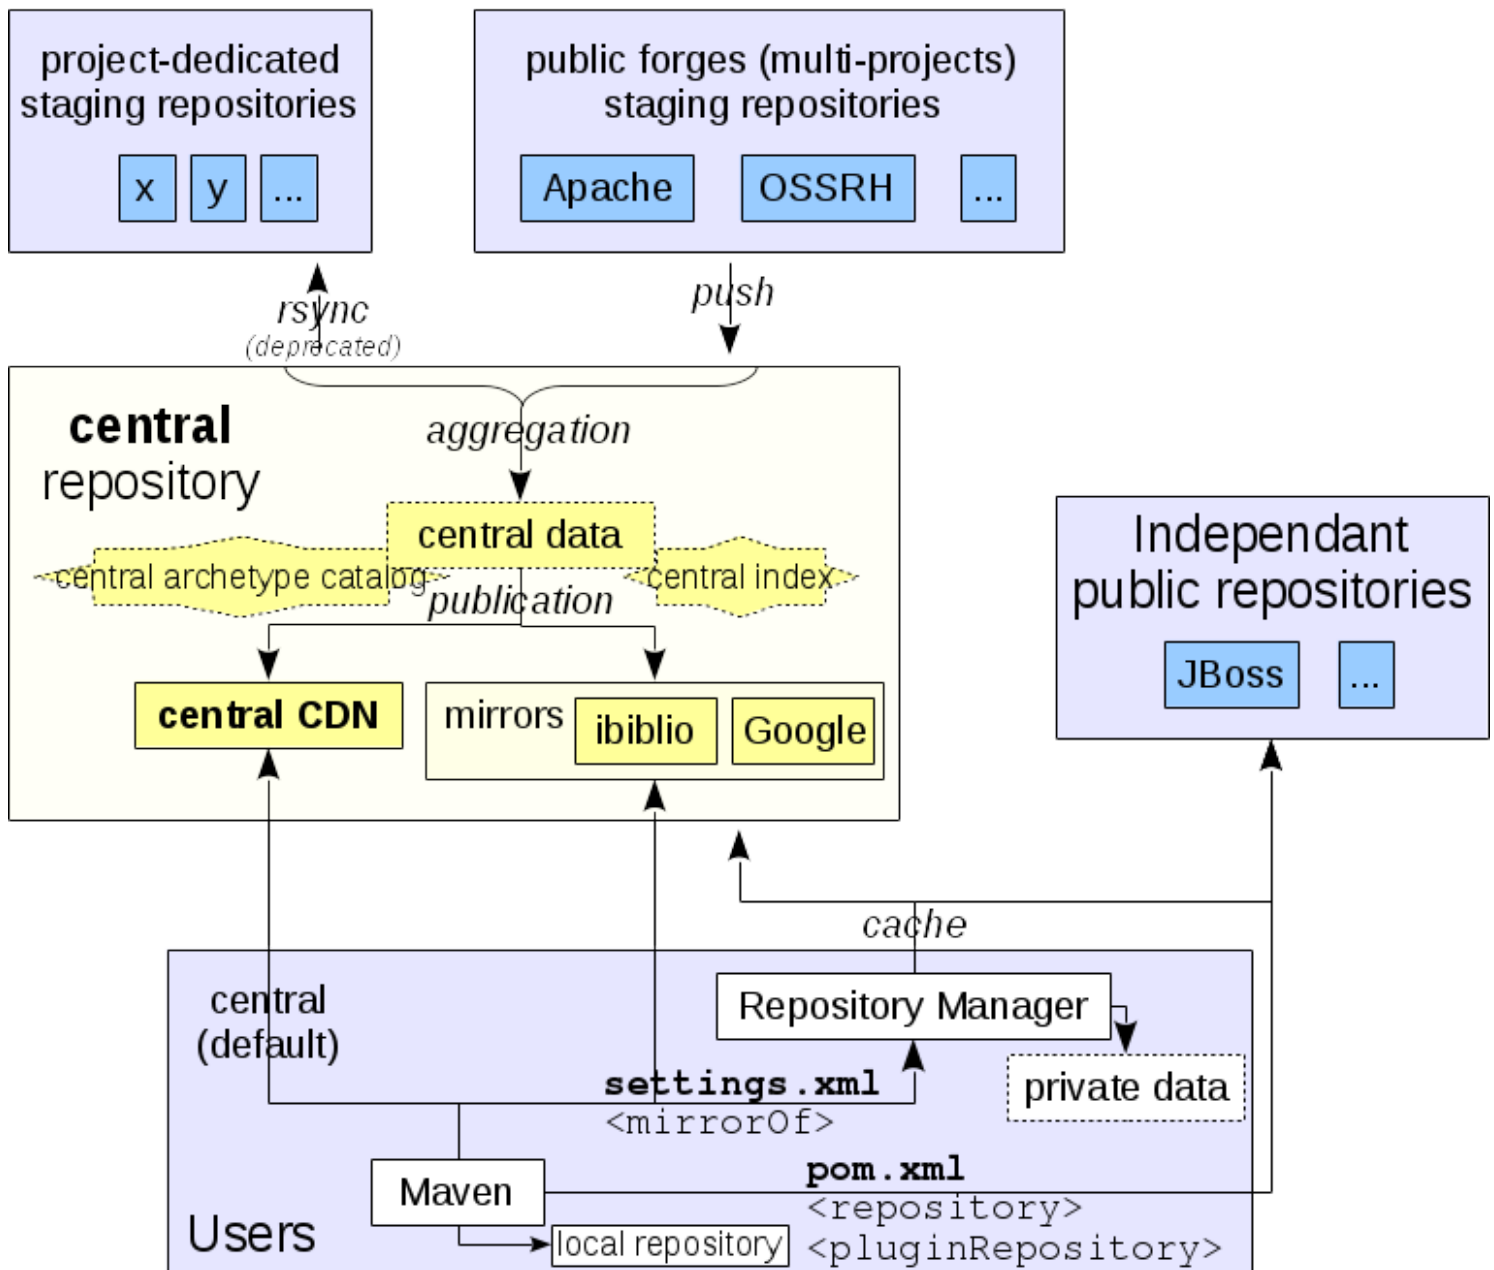 project-dedicated
staging repositories
x y ...
public forges (multi-projects)
staging repositories
Apache OSSRH ...
rsync
(deprecated)
push
central
repository
aggregation
central data
central archetype catalog
central index
publication
central CDN
mirrors
ibiblio
Google
Independant
public repositories
JBoss ...
cache
central
(default)
Repository Manager
private data
settings.xml
<mirrorOf>
Maven
pom.xml
<repository>
<pluginRepository>
local repository
Users